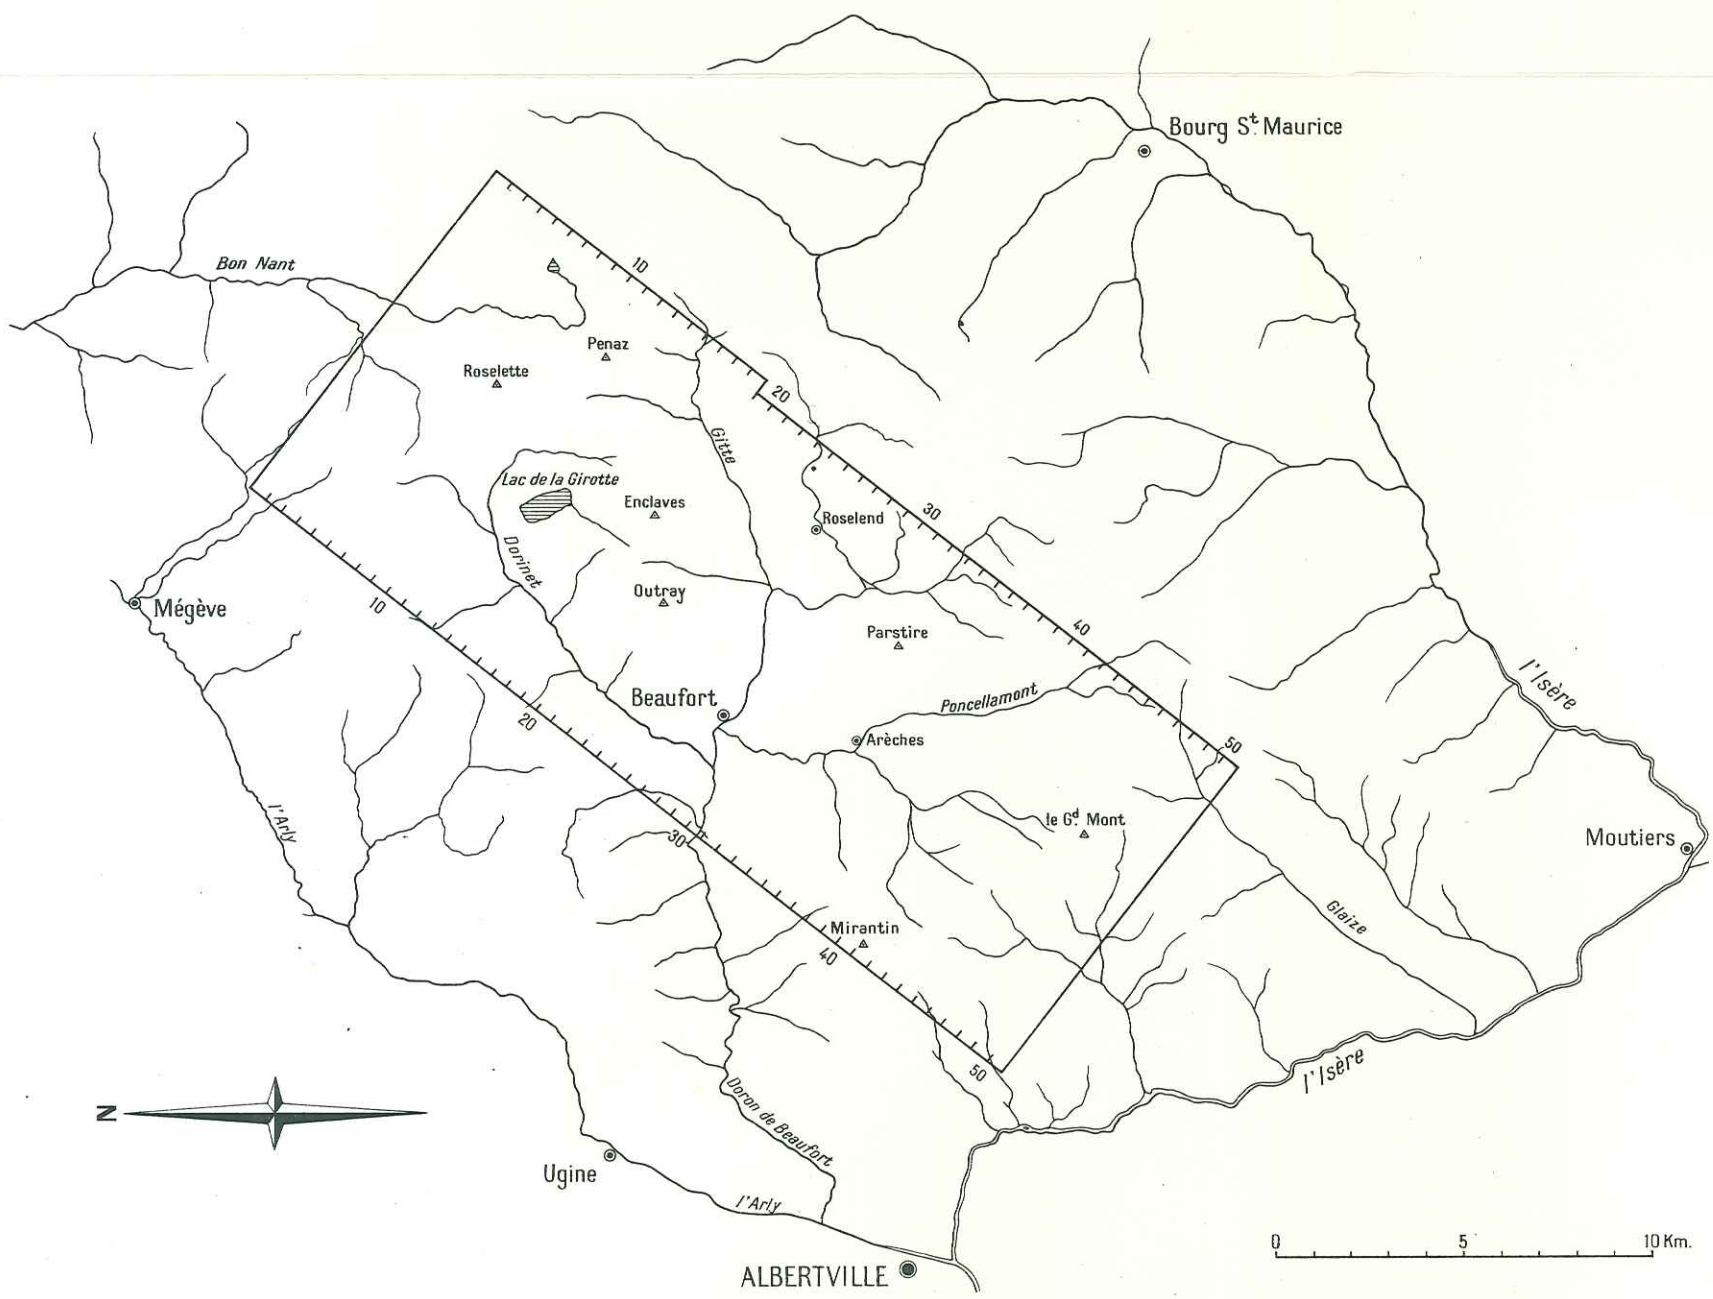 Bourg St. Maurice
Bon Nant
10
Penaz
Roselette
20
Gitte
Lac de la Girotte
Enclaves
30
Roselend
Dorinet
Outray
Mégève
10
40
Parstire
l'Isère
Beaufort
Poncellamont
20
Arèches
50
l'Arly
le Gd. Mont
30
Moutiers
Mirantin
Glaize
40
50
l'Isère
N
Doron de Beaufort
Ugine
l'Arly
0 5 10 Km.
ALBERTVILLE